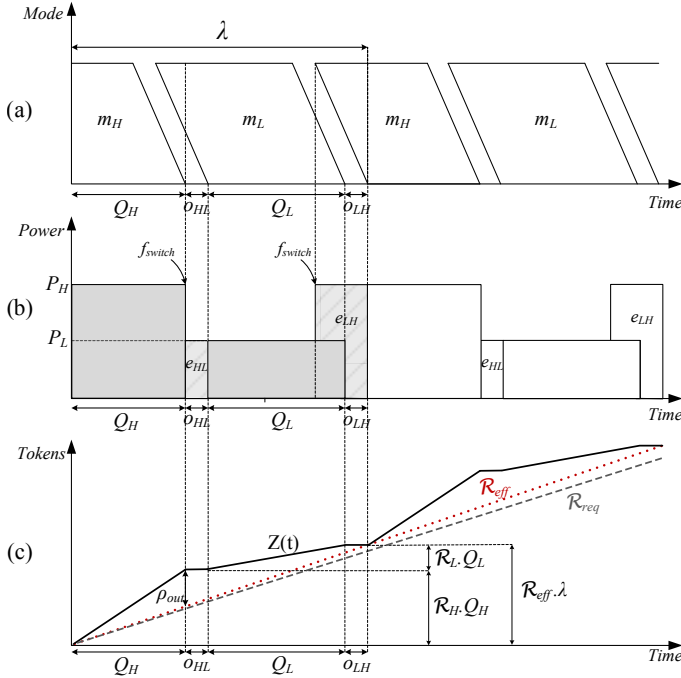 Mode
λ
(a)
m_H
m_L
m_H
m_L
Q_H
o_HL
Q_L
o_LH
Time
Power
f_switch
f_switch
P_H
(b)
e_LH
e_LH
P_L
e_HL
e_HL
Q_H
o_HL
Q_L
o_LH
Time
Tokens
R_eff
R_req
(c)
Z(t)
R_L.Q_L
ρ_out
R_H.Q_H
R_eff.λ
Q_H
o_HL
Q_L
o_LH
Time